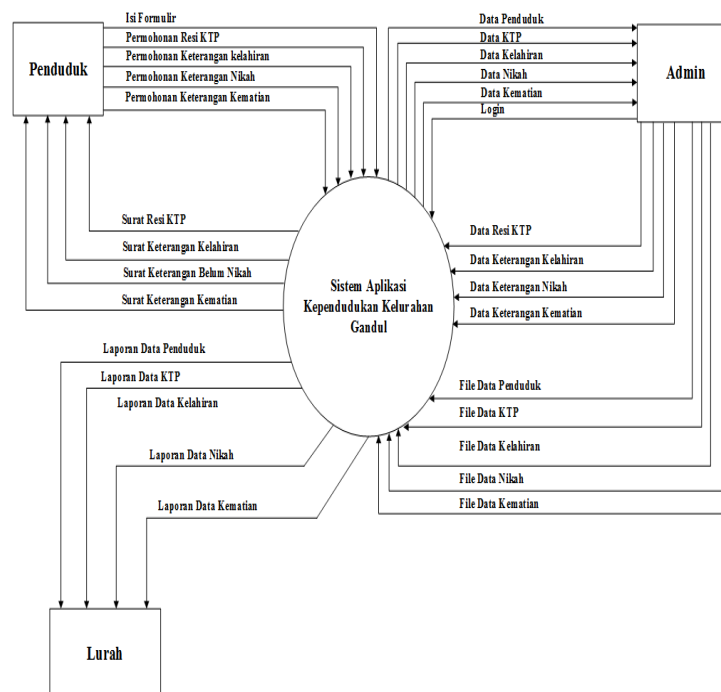 Isi Formulir
Permohonan Resi KTP
Permohonan Keterangan kelahiran
Permohonan Keterangan Nikah
Permohonan Keterangan Kematian
Penduduk
Data Penduduk
Data KTP
Data Kelahiran
Data Nikah
Data Kematian
Login
Admin
Surat Resi KTP
Surat Keterangan Kelahiran
Surat Keterangan Belum Nikah
Surat Keterangan Kematian
Sistem Aplikasi
Kependudukan Kelurahan
Gandul
Data Resi KTP
Data Keterangan Kelahiran
Data Keterangan Nikah
Data Keterangan Kematian
Laporan Data Penduduk
Laporan Data KTP
Laporan Data Kelahiran
Laporan Data Nikah
Laporan Data Kematian
File Data Penduduk
File Data KTP
File Data Kelahiran
File Data Nikah
File Data Kematian
Lurah